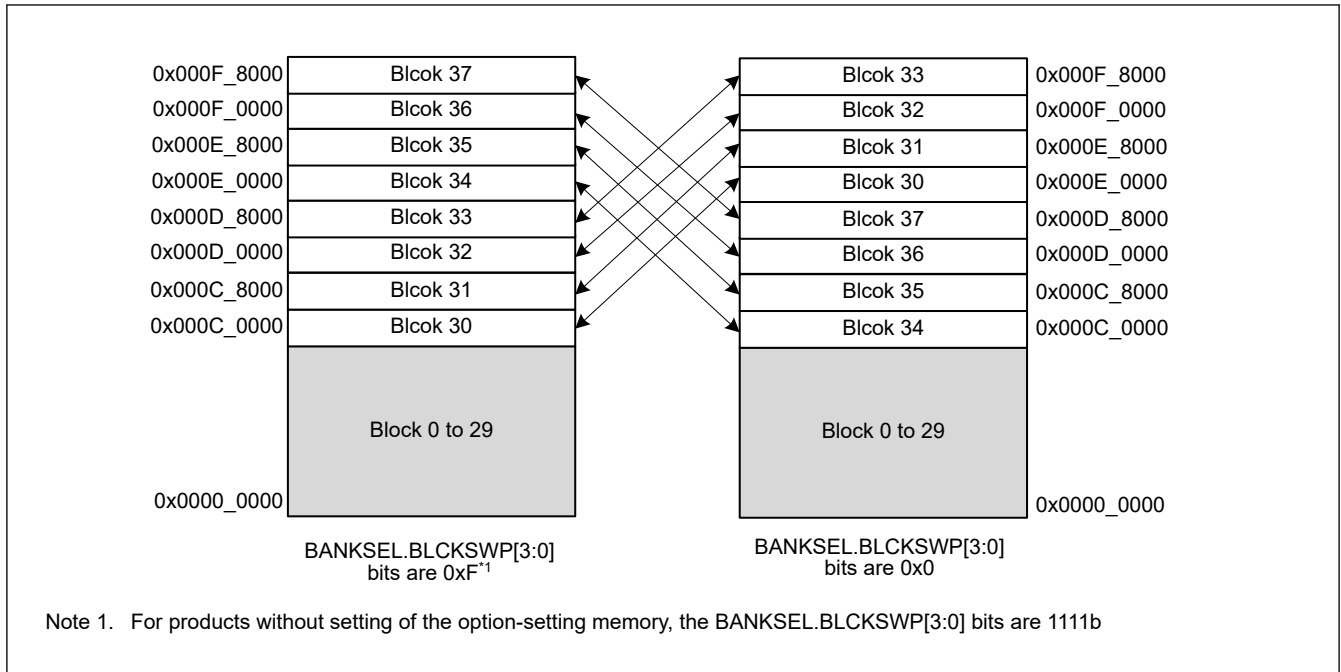 0x000F_8000 Blcok 37 Blcok 33 0x000F_8000
0x000F_0000 Blcok 36 Blcok 32 0x000F_0000
0x000E_8000 Blcok 35 Blcok 31 0x000E_8000
0x000E_0000 Blcok 34 Blcok 30 0x000E_0000
0x000D_8000 Blcok 33 Blcok 37 0x000D_8000
0x000D_0000 Blcok 32 Blcok 36 0x000D_0000
0x000C_8000 Blcok 31 Blcok 35 0x000C_8000
0x000C_0000 Blcok 30 Blcok 34 0x000C_0000
Block 0 to 29 Block 0 to 29
0x0000_0000 0x0000_0000
BANKSEL.BLCKSWP[3:0] BANKSEL.BLCKSWP[3:0]
bits are 0xF*1 bits are 0x0
Note 1. For products without setting of the option-setting memory, the BANKSEL.BLCKSWP[3:0] bits are 1111b